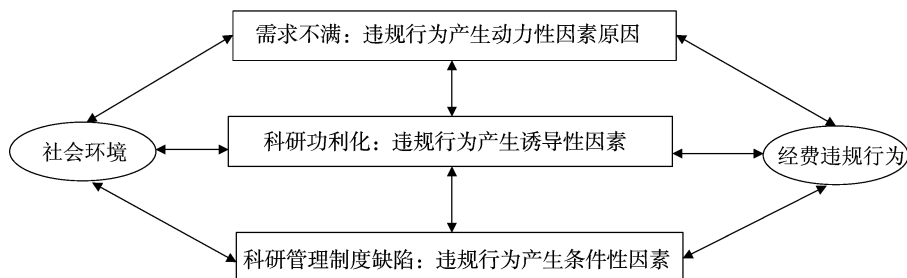 需求不满：违规行为产生动力性因素原因
社会环境
科研功利化：违规行为产生诱导性因素
经费违规行为
科研管理制度缺陷：违规行为产生条件性因素